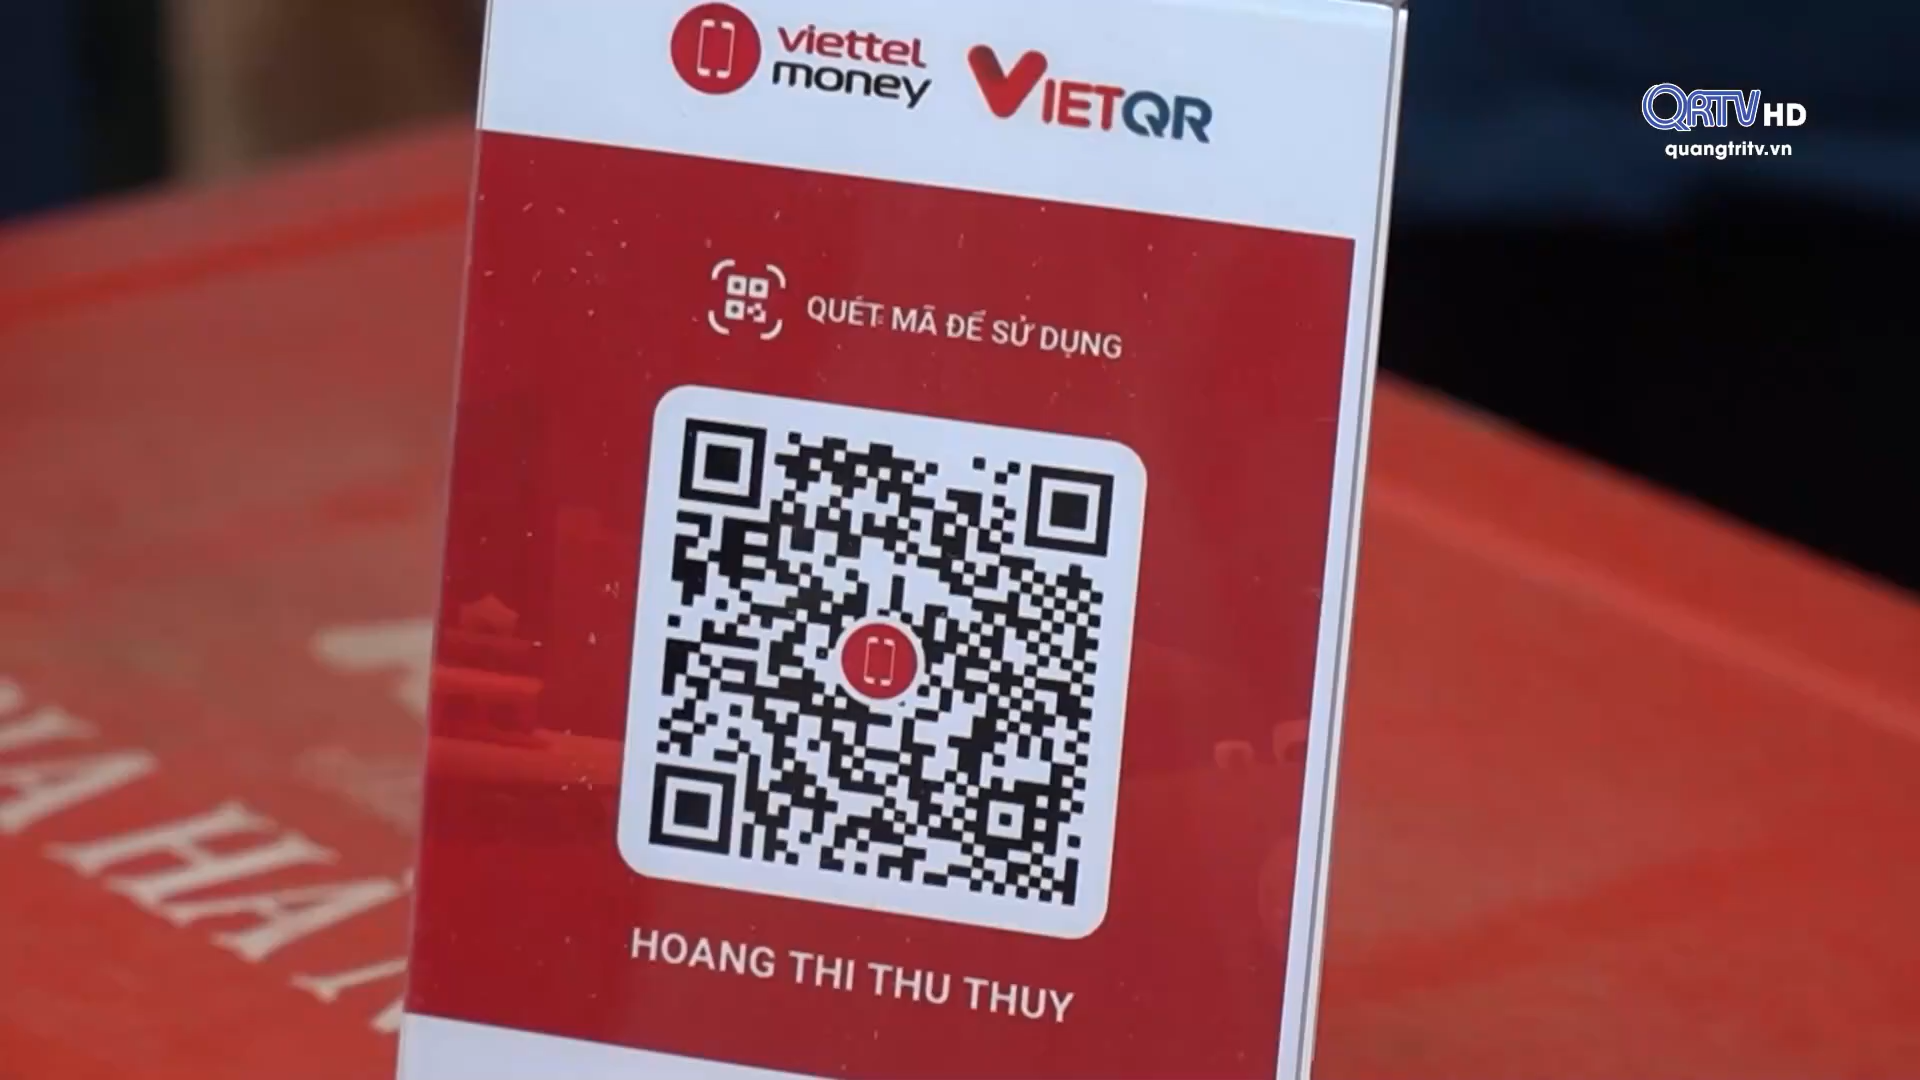 viettel
money
VIETQR
QRTV HD
quangtritv.vn
QUÉT MÃ ĐỂ SỬ DỤNG
HOANG THI THU THUY